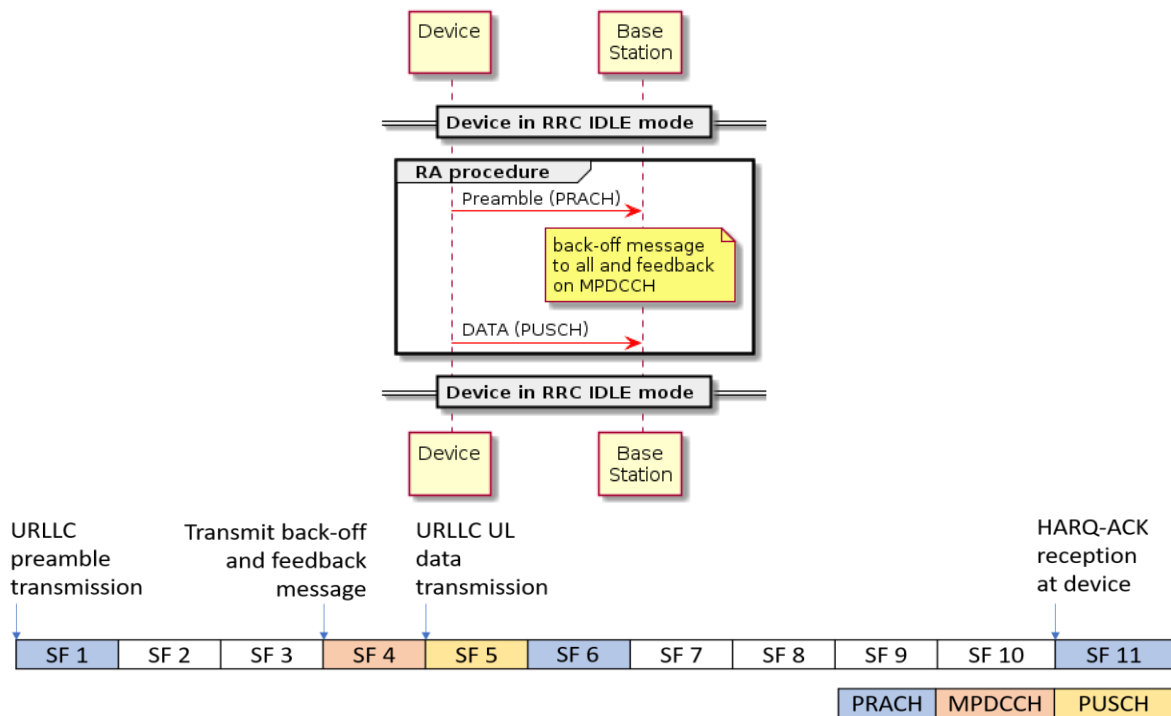 Device
Base
Station
Device in RRC IDLE mode
RA procedure
Preamble (PRACH)
back-off message
to all and feedback
on MPDCCH
DATA (PUSCH)
Device in RRC IDLE mode
Device
Base
Station
URLLC
preamble
transmission
Transmit back-off
and feedback
message
URLLC UL
data
transmission
HARQ-ACK
reception
at device
SF 1 SF 2 SF 3 SF 4 SF 5 SF 6 SF 7 SF 8 SF 9 SF 10 SF 11
PRACH MPDCCH PUSCH